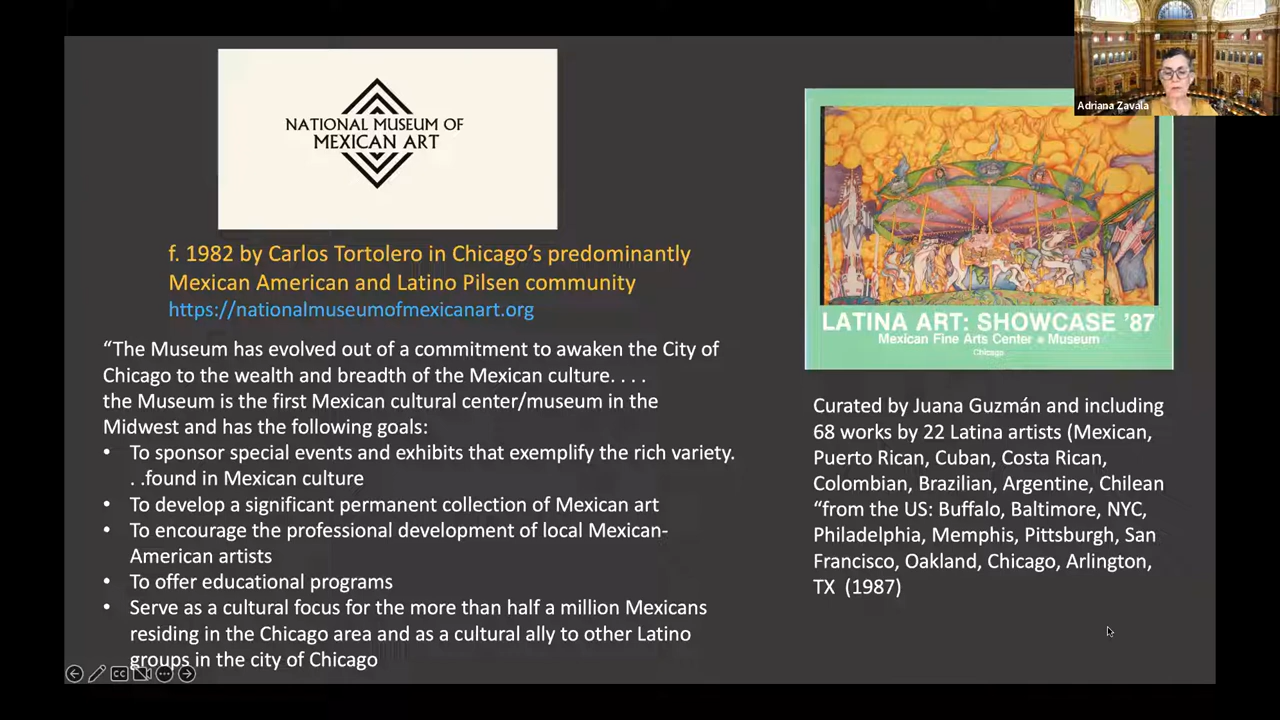 NATIONAL MUSEUM OF
MEXICAN ART
f. 1982 by Carlos Tortolero in Chicago’s predominantly
Mexican American and Latino Pilsen community
https://nationalmuseumofmexicanart.org
“The Museum has evolved out of a commitment to awaken the City of
Chicago to the wealth and breadth of the Mexican culture. . . .
the Museum is the first Mexican cultural center/museum in the
Midwest and has the following goals:
• To sponsor special events and exhibits that exemplify the rich variety.
. .found in Mexican culture
• To develop a significant permanent collection of Mexican art
• To encourage the professional development of local Mexican-
American artists
• To offer educational programs
• Serve as a cultural focus for the more than half a million Mexicans
residing in the Chicago area and as a cultural ally to other Latino
groups in the city of Chicago
CC
Adriana Zavala
LATINA ART: SHOWCASE '87
Mexican Fine Arts Center • Museum
Chicago
Curated by Juana Guzmán and including
68 works by 22 Latina artists (Mexican,
Puerto Rican, Cuban, Costa Rican,
Colombian, Brazilian, Argentine, Chilean
“from the US: Buffalo, Baltimore, NYC,
Philadelphia, Memphis, Pittsburgh, San
Francisco, Oakland, Chicago, Arlington,
TX (1987)